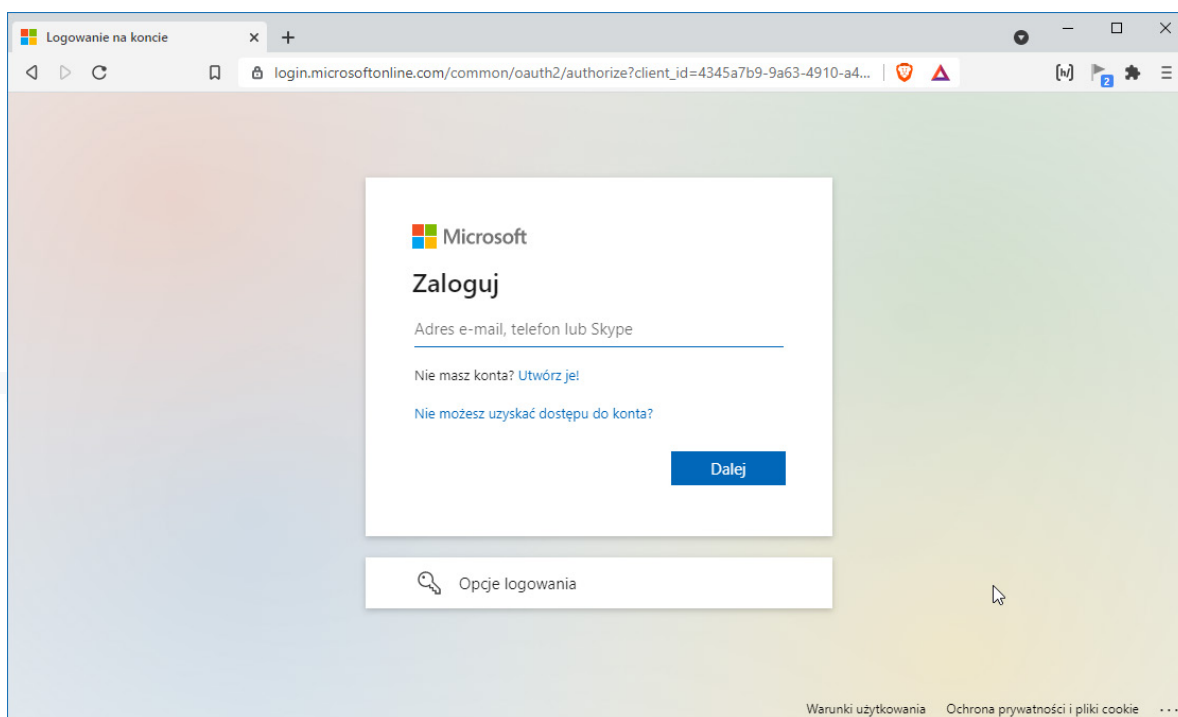 Logowanie na koncie
login.microsoftonline.com/common/oauth2/authorize?client_id=4345a7b9-9a63-4910-a4...
2
Microsoft
Zaloguj
Adres e-mail, telefon lub Skype
Nie masz konta? Utwórz je!
Nie możesz uzyskać dostępu do konta?
Dalej
Opcje logowania
Warunki użytkowania Ochrona prywatności i pliki cookie ...